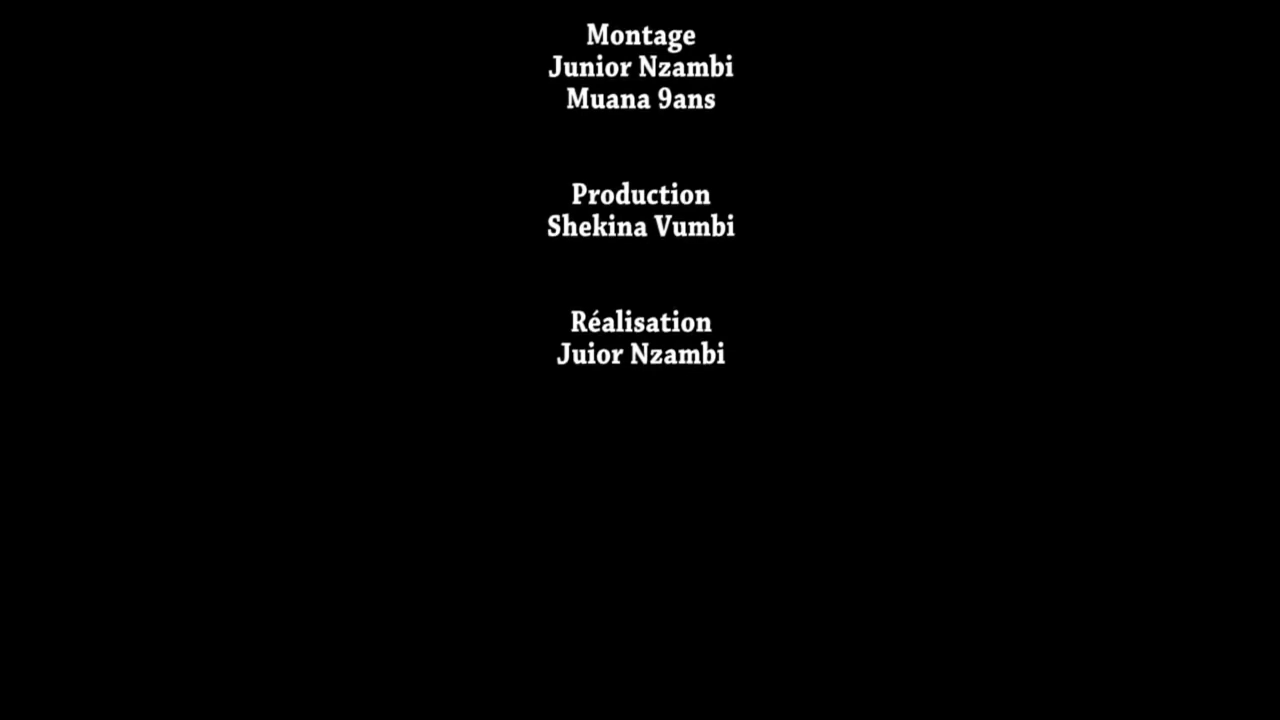 Montage
Junior Nzambi
Muana 9ans
Production
Shekina Vumbi
Réalisation
Juior Nzambi